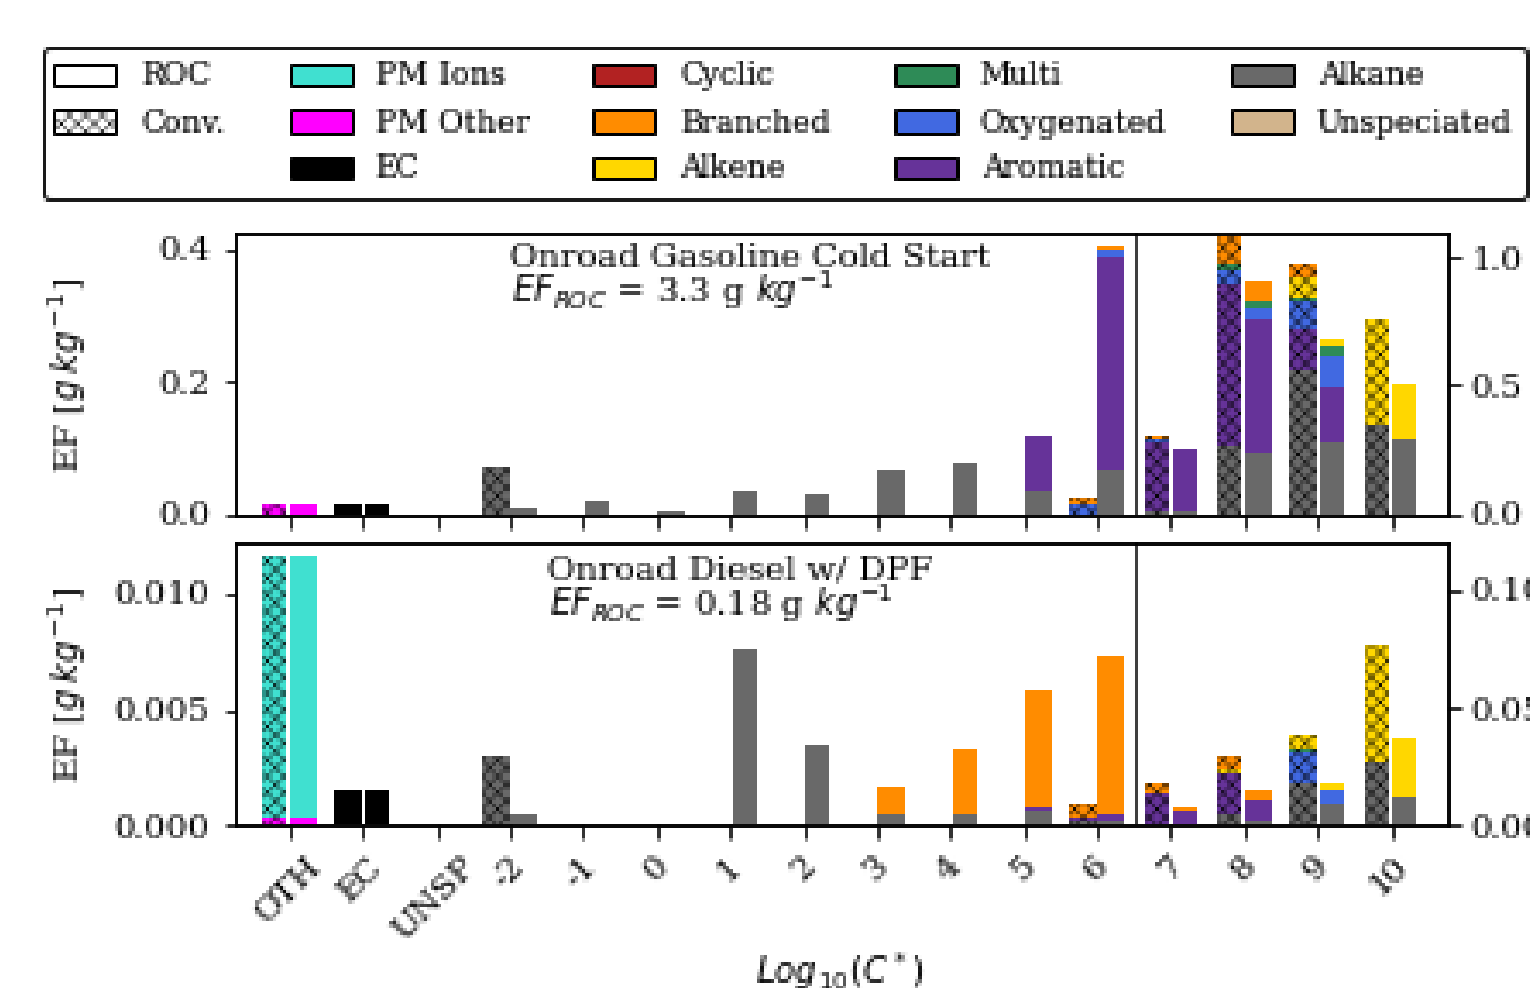 ROC PM Ions Cyclic Multi Alkane
Conv. PM Other Branched Oxygenated Unspeciated
EC Alkene Aromatic
Onroad Gasoline Cold Start
EF_ROC = 3.3 g kg⁻¹
EF [g kg⁻¹]
0.4
0.2
0.0
1.0
0.5
0.0
Onroad Diesel w/ DPF
EF_ROC = 0.18 g kg⁻¹
EF [g kg⁻¹]
0.010
0.005
0.000
OTH EC UNSP -2 -1 0 1 2 3 4 5 6 7 8 9 10
Log₁₀(C*)